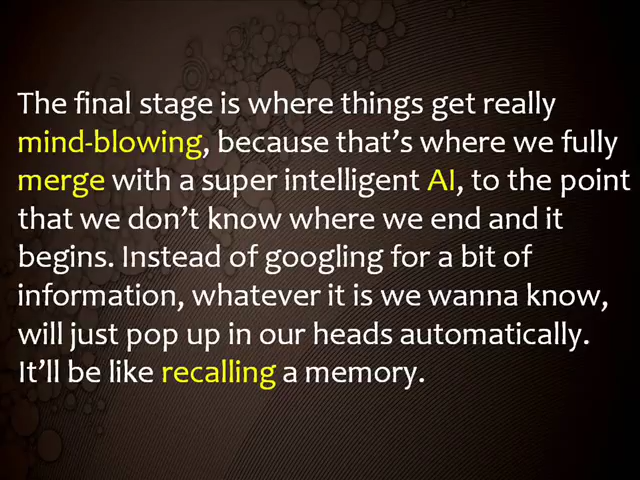 The final stage is where things get really
mind-blowing, because that's where we fully
merge with a super intelligent AI, to the point
that we don't know where we end and it
begins. Instead of googling for a bit of
information, whatever it is we wanna know,
will just pop up in our heads automatically.
It'll be like recalling a memory.